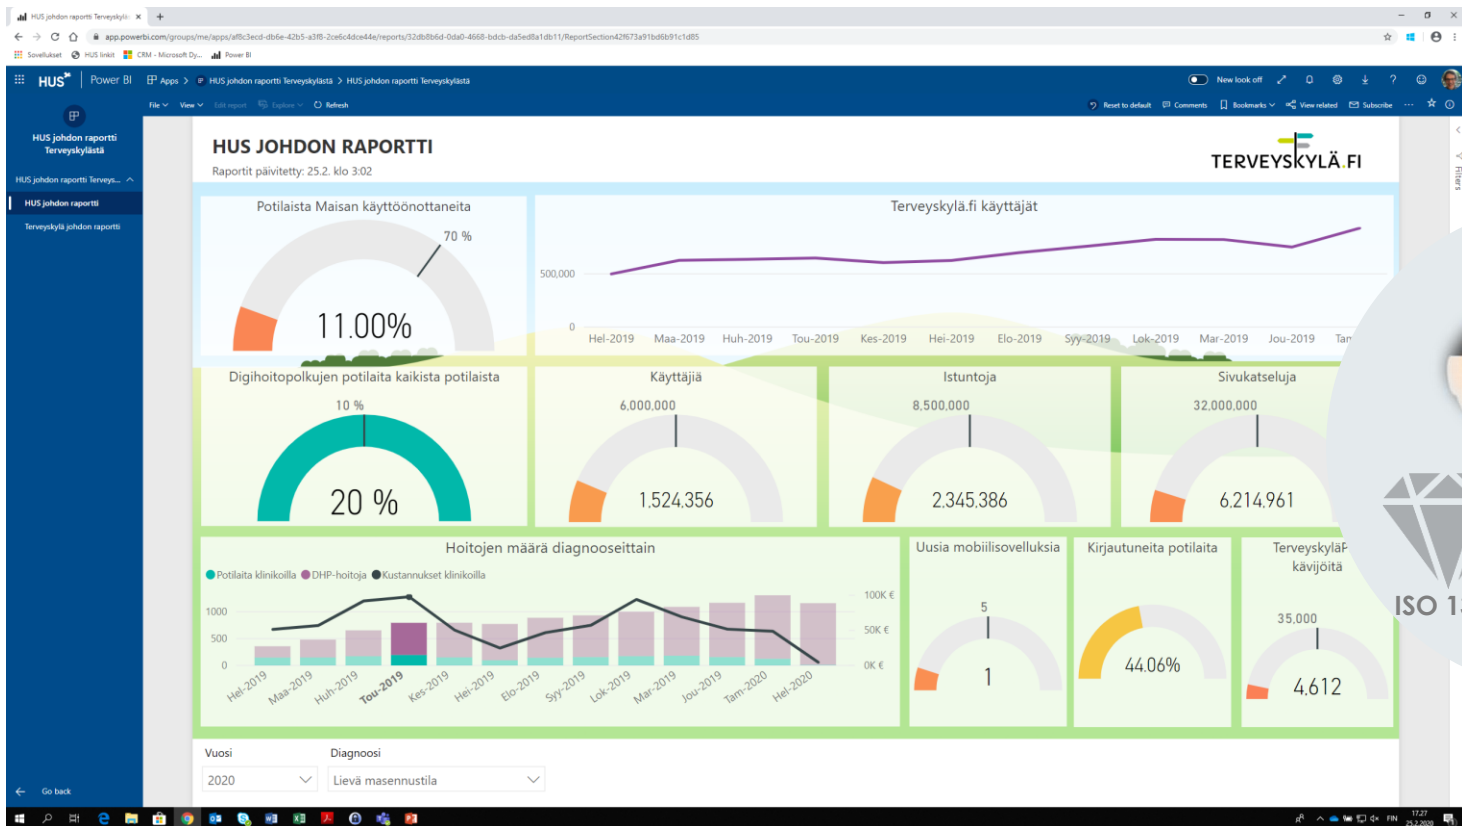 HUS johdon raportti Terveyskylä
app.powerbi.com/groups/me/apps/af8c3ecd-db6e-42b5-a3f8-2ce6c4dce44e/reports/32db8b6d-0da0-4668-bdcb-da5ed8a1db11/ReportSection42f673a91bd6b91c1d85
Sovellukset HUS linkit CRM - Microsoft Dy... Power BI
HUS Power BI Apps > HUS johdon raportti Terveyskylästä > HUS johdon raportti Terveyskylästä New look off
File View Edit report Explore Refresh Reset to default Comments Bookmarks View related Subscribe
HUS johdon raportti
Terveyskylästä
HUS johdon raportti Terveys...
HUS johdon raportti
Terveyskylä johdon raportti
Go back
Filters
HUS JOHDON RAPORTTI
Raportit päivitetty: 25.2. klo 3:02
TERVEYSKYLÄ.FI
Potilaista Maisan käyttöönottaneita
70 %
11.00%
Terveyskylä.fi käyttäjät
500,000
0
Hel-2019 Maa-2019 Huh-2019 Tou-2019 Kes-2019 Hei-2019 Elo-2019 Syy-2019 Lok-2019 Mar-2019 Jou-2019 Tam
Digihoitopolkujen potilaita kaikista potilaista
10 %
20 %
Käyttäjiä
6,000,000
1,524,356
Istuntoja
8,500,000
2,345,386
Sivukatseluja
32,000,000
6,214,961
Hoitojen määrä diagnooseittain
Potilaita klinikoilla DHP-hoitoja Kustannukset klinikoilla
1000
500
0
100K €
50K €
0K €
Hel-2019 Maa-2019 Huh-2019 Tou-2019 Kes-2019 Hei-2019 Elo-2019 Syy-2019 Lok-2019 Mar-2019 Jou-2019 Tam-2020 Hel-2020
Uusia mobiilisovelluksia
5
1
Kirjautuneita potilaita
44.06%
TerveyskyläP
kävijöitä
35,000
4,612
ISO 13
Vuosi
2020
Diagnoosi
Lievä masennustila
FIN
17.27
25.2.2020